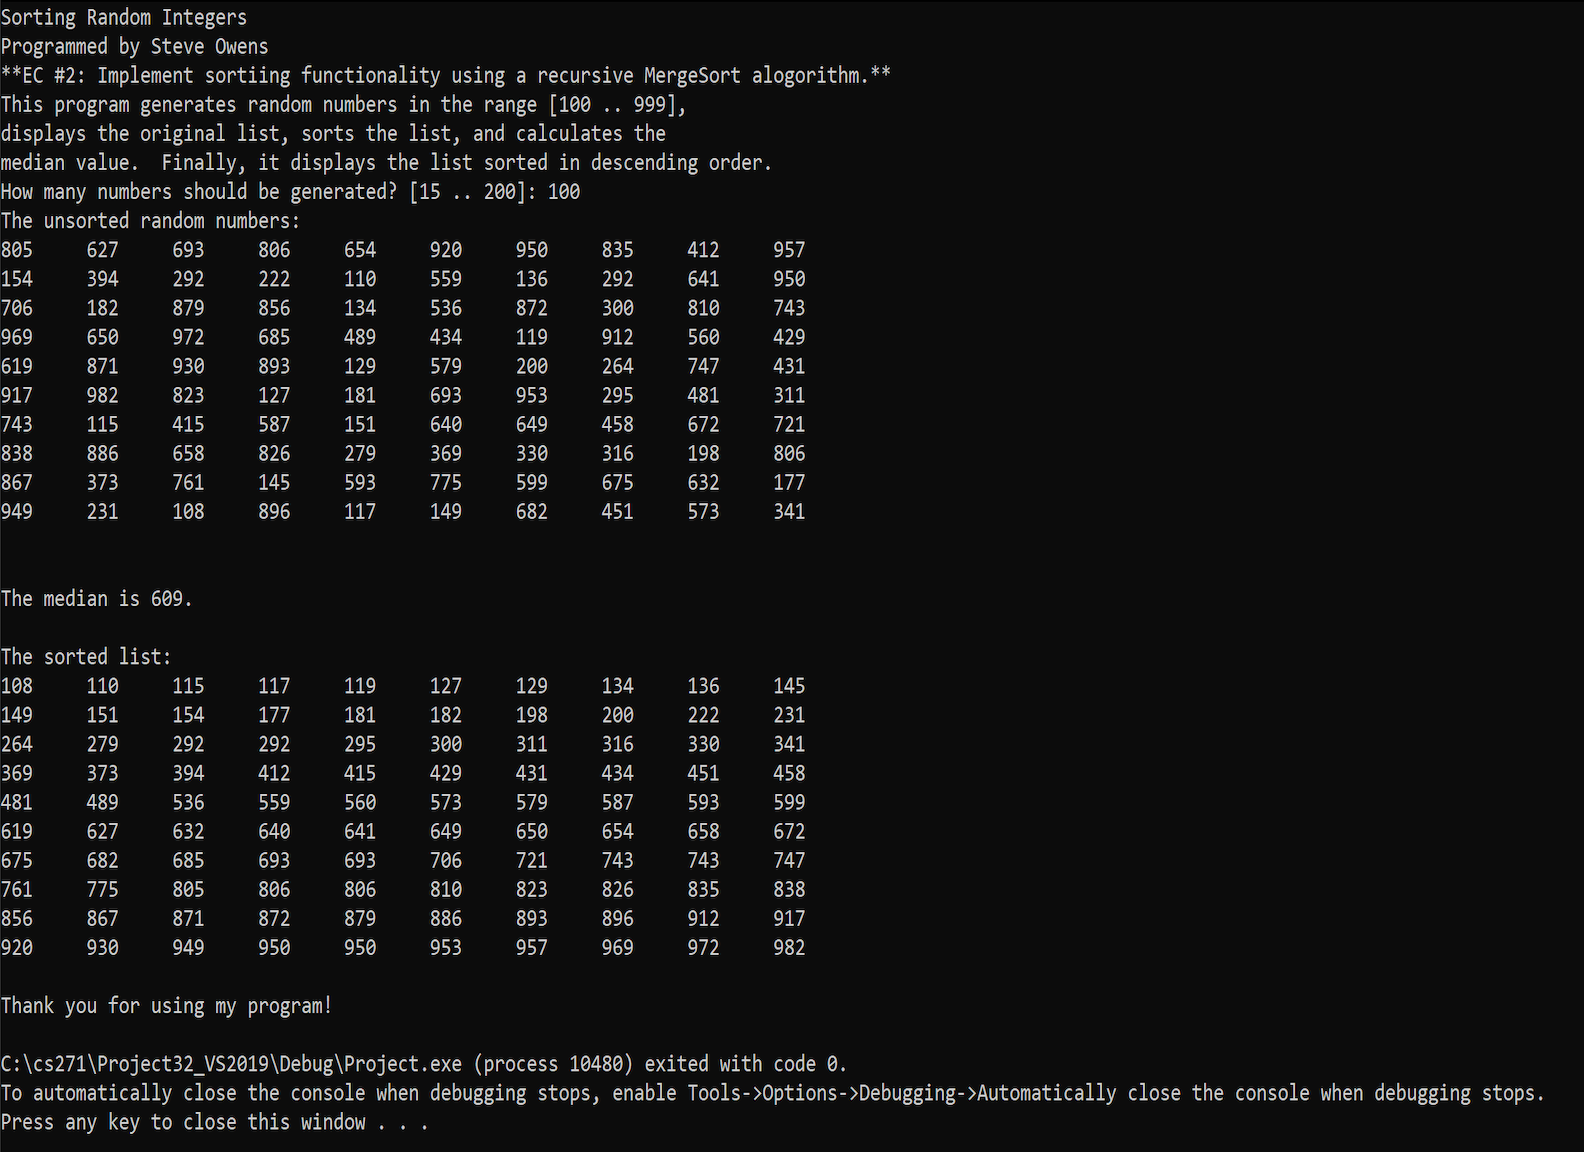 Sorting Random Integers
Programmed by Steve Owens
**EC #2: Implement sortiing functionality using a recursive MergeSort alogorithm.**
This program generates random numbers in the range [100 .. 999],
displays the original list, sorts the list, and calculates the
median value.  Finally, it displays the list sorted in descending order.
How many numbers should be generated? [15 .. 200]: 100
The unsorted random numbers:
805 627 693 806 654 920 950 835 412 957
154 394 292 222 110 559 136 292 641 950
706 182 879 856 134 536 872 300 810 743
969 650 972 685 489 434 119 912 560 429
619 871 930 893 129 579 200 264 747 431
917 982 823 127 181 693 953 295 481 311
743 115 415 587 151 640 649 458 672 721
838 886 658 826 279 369 330 316 198 806
867 373 761 145 593 775 599 675 632 177
949 231 108 896 117 149 682 451 573 341
The median is 609.
The sorted list:
108 110 115 117 119 127 129 134 136 145
149 151 154 177 181 182 198 200 222 231
264 279 292 292 295 300 311 316 330 341
369 373 394 412 415 429 431 434 451 458
481 489 536 559 560 573 579 587 593 599
619 627 632 640 641 649 650 654 658 672
675 682 685 693 693 706 721 743 743 747
761 775 805 806 806 810 823 826 835 838
856 867 871 872 879 886 893 896 912 917
920 930 949 950 950 953 957 969 972 982
Thank you for using my program!
C:\cs271\Project32_VS2019\Debug\Project.exe (process 10480) exited with code 0.
To automatically close the console when debugging stops, enable Tools->Options->Debugging->Automatically close the console when debugging stops.
Press any key to close this window . . .